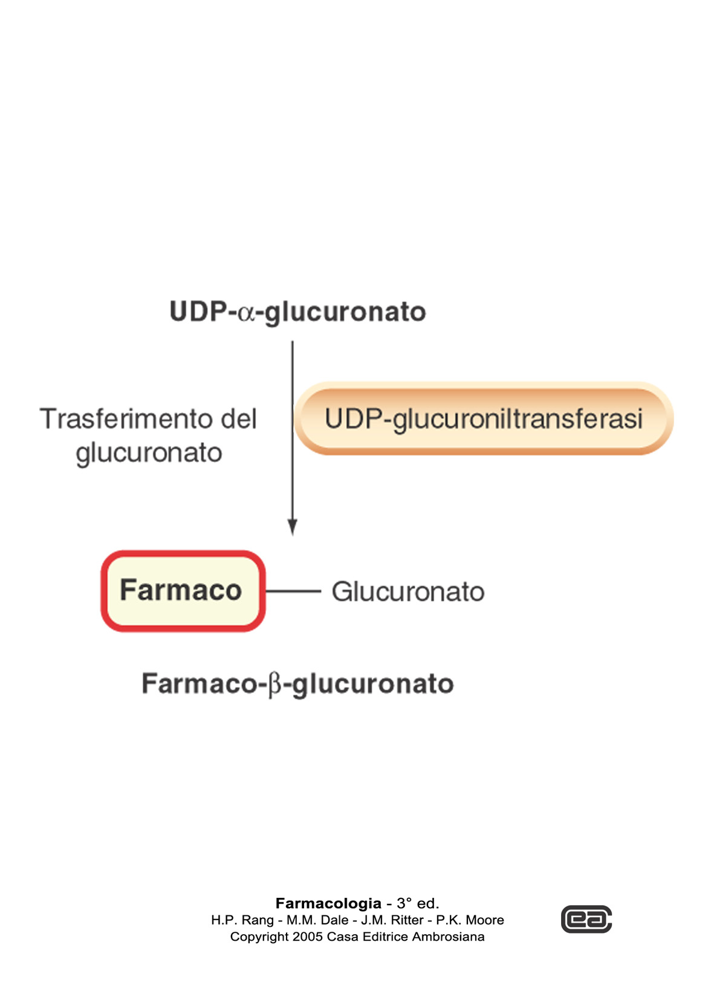 UDP-α-glucuronato
Trasferimento del
glucuronato
UDP-glucuroniltransferasi
Farmaco
Glucuronato
Farmaco-β-glucuronato
Farmacologia - 3° ed.
H.P. Rang - M.M. Dale - J.M. Ritter - P.K. Moore
Copyright 2005 Casa Editrice Ambrosiana
ea